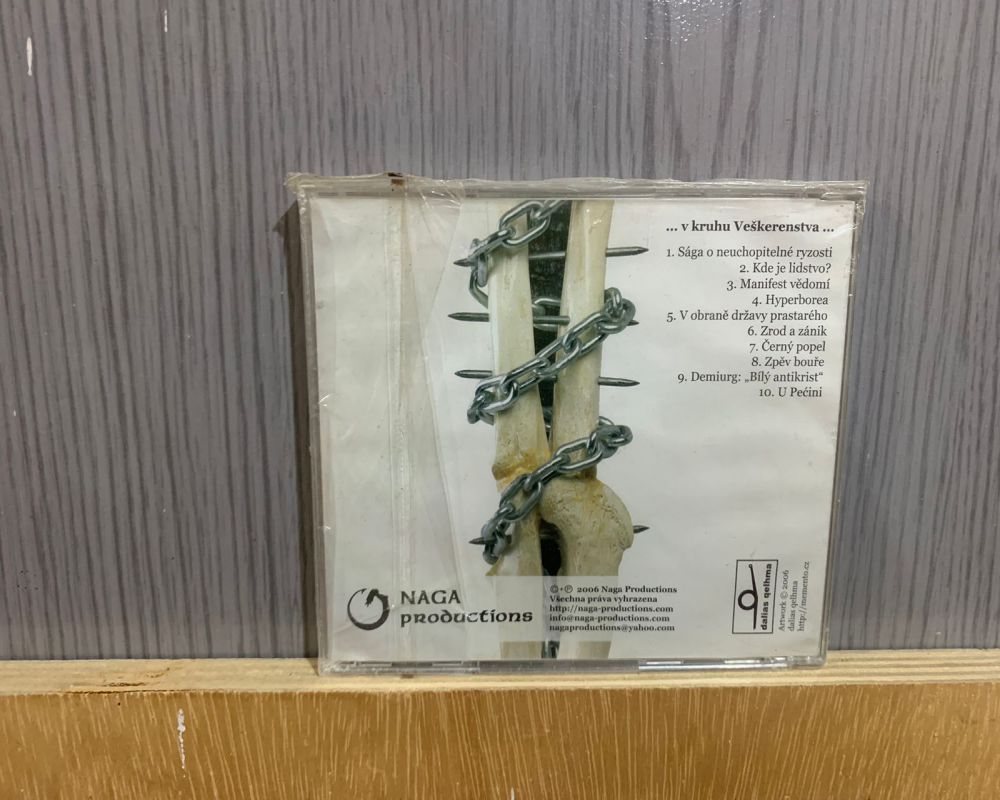 ... v kruhu Veškerenstva ...
1. Sága o neuchopitelné ryzosti
2. Kde je lidstvo?
3. Manifest vědomí
4. Hyperborea
5. V obraně državy prastarého
6. Zrod a zánik
7. Černý popel
8. Zpěv bouře
9. Demiurg: „Bílý antikrist“
10. U Pećini
NAGA
productions
©+℗ 2006 Naga Productions
Všechna práva vyhrazena
http://naga-productions.com
info@naga-productions.com
nagaproductions@yahoo.com
dalias qelhma
Artwork © 2006
dalias qelhma
http://memento.cz